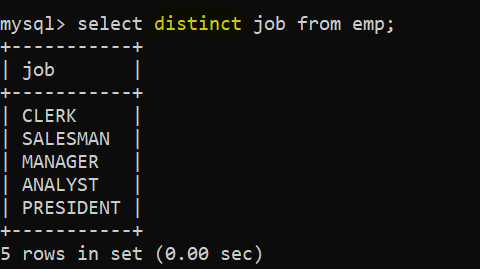 mysql> select distinct job from emp;
+-----------+
| job       |
+-----------+
| CLERK     |
| SALESMAN  |
| MANAGER   |
| ANALYST   |
| PRESIDENT |
+-----------+
5 rows in set (0.00 sec)